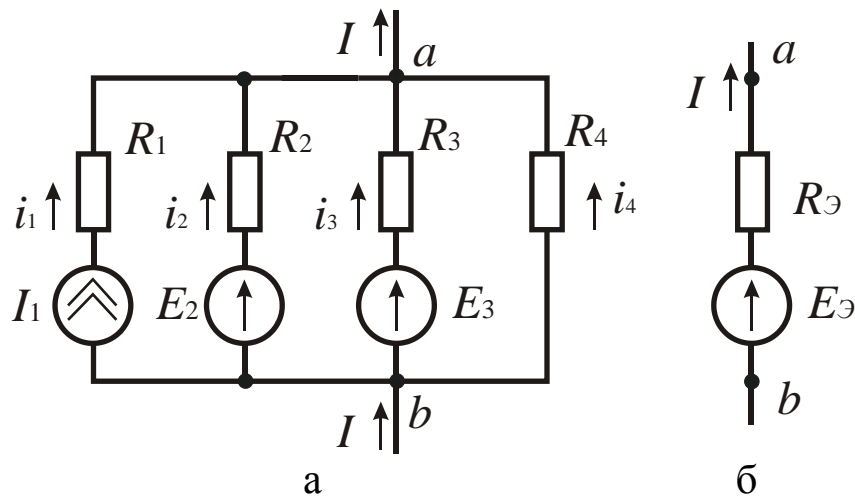 I a a
I
R1 R2 R3 R4
i1 i2 i3 i4 RЭ
I1 E2 E3 EЭ
I b b
а б